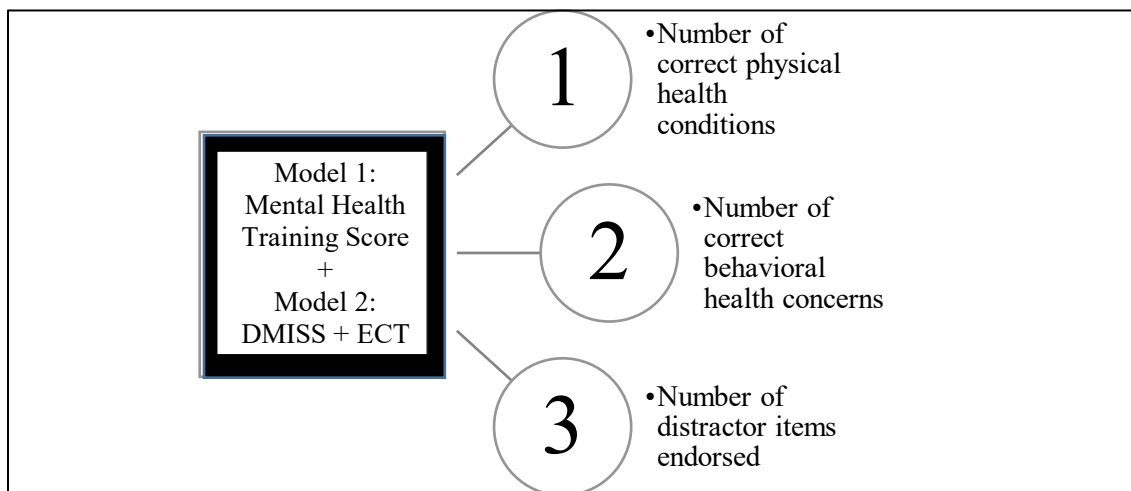 Model 1:
Mental Health
Training Score
+
Model 2:
DMISS + ECT
1
•Number of
correct physical
health
conditions
2
•Number of
correct
behavioral
health concerns
3
•Number of
distractor items
endorsed